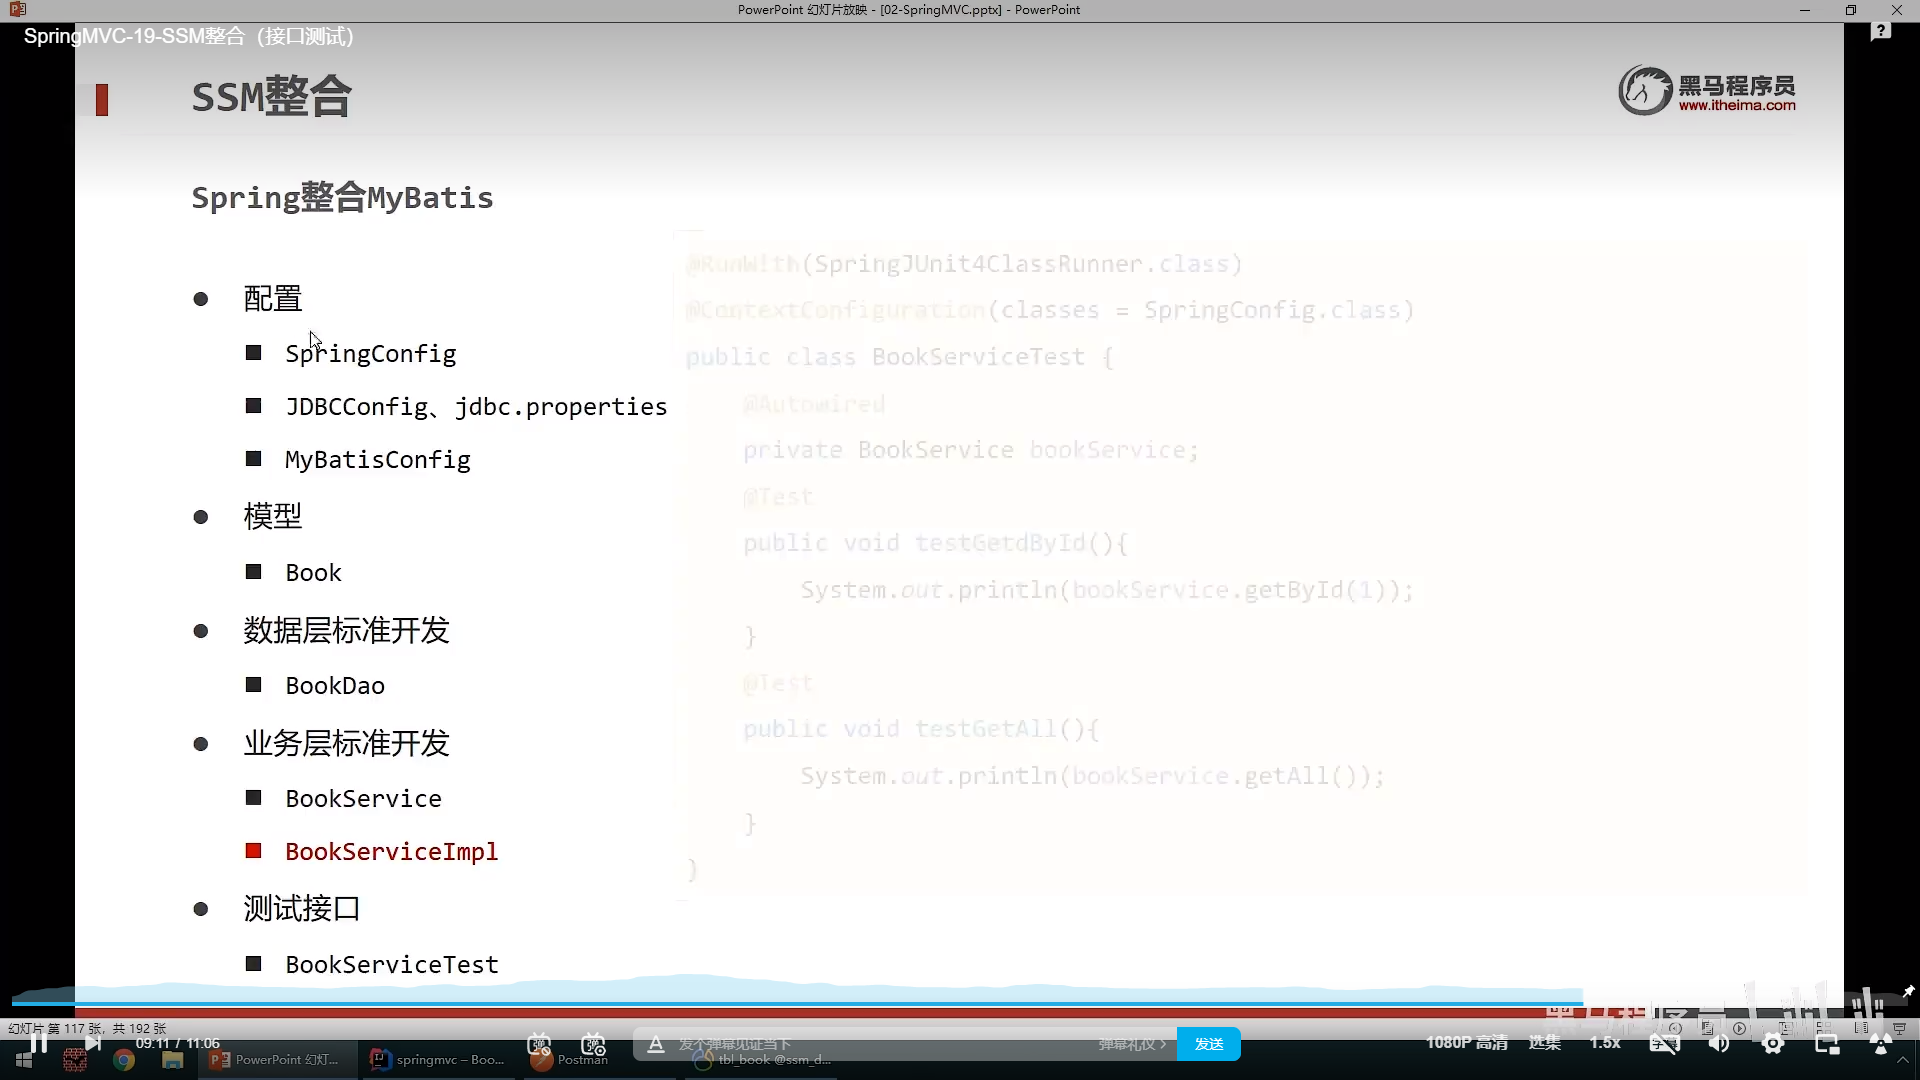 PowerPoint 幻灯片放映 - [02-SpringMVC.pptx] - PowerPoint
SpringMVC-19-SSM整合（接口测试）
SSM整合
黑马程序员
www.itheima.com
Spring整合MyBatis
配置
SpringConfig
JDBCConfig、jdbc.properties
MyBatisConfig
模型
Book
数据层标准开发
BookDao
业务层标准开发
BookService
BookServiceImpl
测试接口
BookServiceTest
@RunWith(SpringJUnit4ClassRunner.class)
@ContextConfiguration(classes = SpringConfig.class)
public class BookServiceTest {
@Autowired
private BookService bookService;
@Test
public void testGetdById(){
System.out.println(bookService.getById(1));
}
@Test
public void testGetAll(){
System.out.println(bookService.getAll());
}
}
幻灯片 第 117 张，共 192 张
09:11 / 11:06
发个弹幕见证当下
弹幕礼仪
发送
1080P 高清
选集
1.5x
PowerPoint 幻灯...
springmvc – Boo...
Postman
tbl_book @ssm_d...